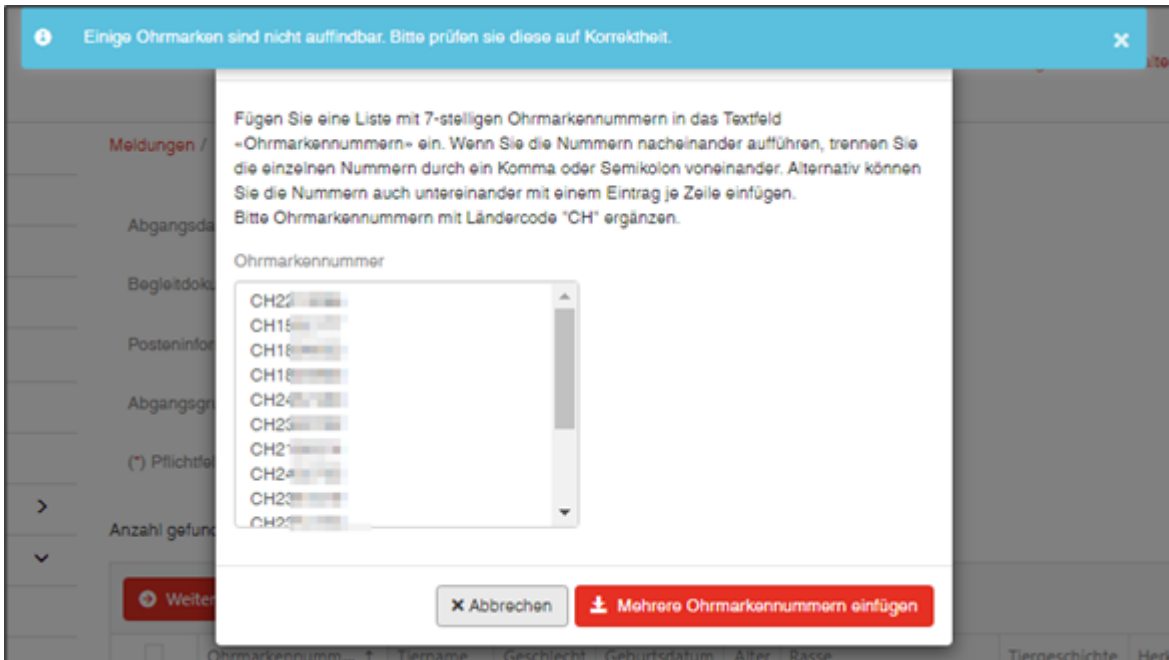 Einige Ohrmarken sind nicht auffindbar. Bitte prüfen sie diese auf Korrektheit.
Fügen Sie eine Liste mit 7-stelligen Ohrmarkennummern in das Textfeld
«Ohrmarkennummern» ein. Wenn Sie die Nummern nacheinander aufführen, trennen Sie
die einzelnen Nummern durch ein Komma oder Semikolon voneinander. Alternativ können
Sie die Nummern auch untereinander mit einem Eintrag je Zeile einfügen.
Bitte Ohrmarkennummern mit Ländercode "CH" ergänzen.
Meldungen /
Abgangsda
Begleitdoku
Posteninfor
Abgangsgr
(*) Pflichtfel
Anzahl gefund
Weiter
Ohrmarkennummer
CH22
CH15
CH18
CH18
CH24
CH23
CH21
CH24
CH23
CH23
Abbrechen
Mehrere Ohrmarkennummern einfügen
Ohrmarkennumm... Tiername Geschlecht Geburtsdatum Alter Rasse Tiergeschichte Herk